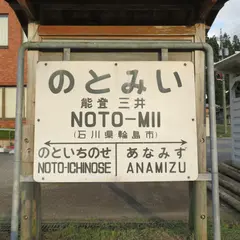 のとみい
能登三井
NOTO-MII
(石川県輪島市)
のといちのせ あなみず
NOTO-ICHINOSE ANAMIZU